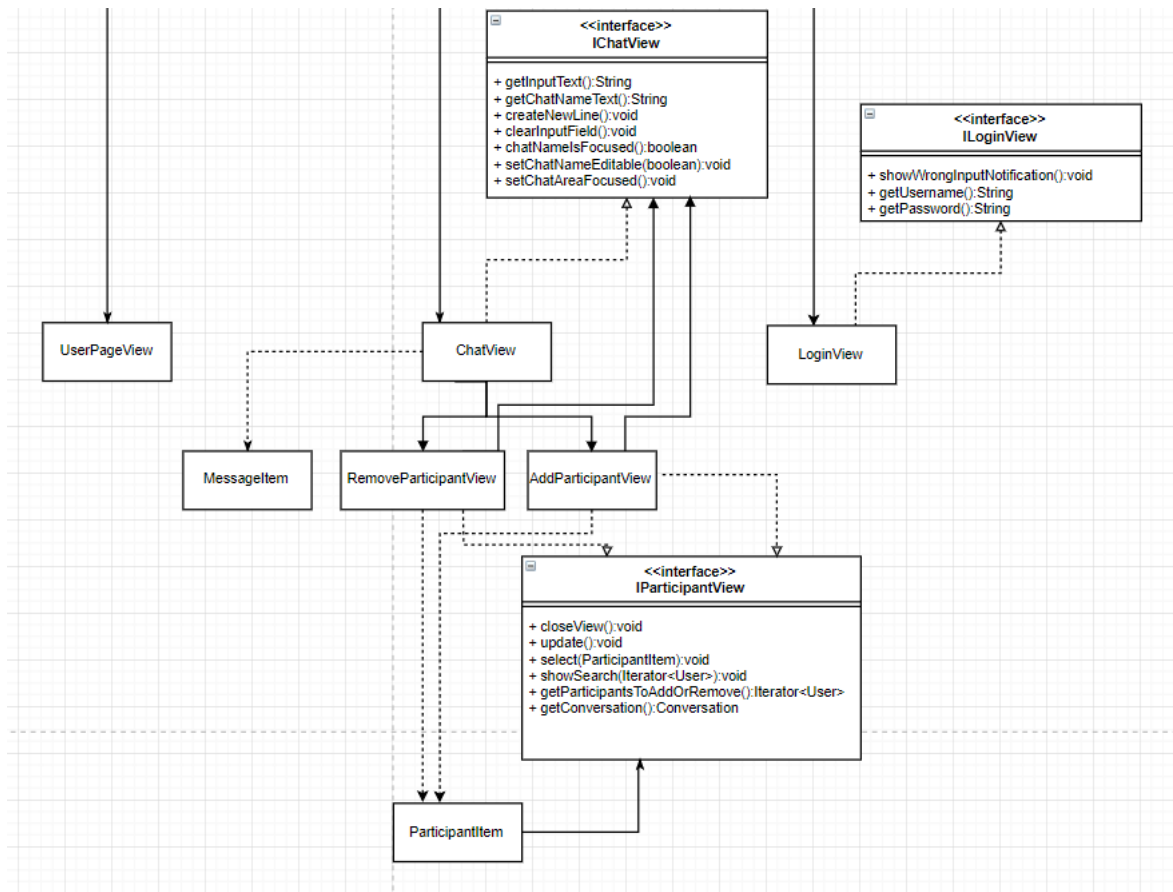 <<interface>>
IChatView
+ getInputText():String
+ getChatNameText():String
+ createNewLine():void
+ clearInputField():void
+ chatNameIsFocused():boolean
+ setChatNameEditable(boolean):void
+ setChatAreaFocused():void
<<interface>>
ILoginView
+ showWrongInputNotification():void
+ getUsername():String
+ getPassword():String
UserPageView
ChatView
LoginView
MessageItem
RemoveParticipantView
AddParticipantView
<<interface>>
IParticipantView
+ closeView():void
+ update():void
+ select(ParticipantItem):void
+ showSearch(Iterator<User>):void
+ getParticipantsToAddOrRemove():Iterator<User>
+ getConversation():Conversation
ParticipantItem